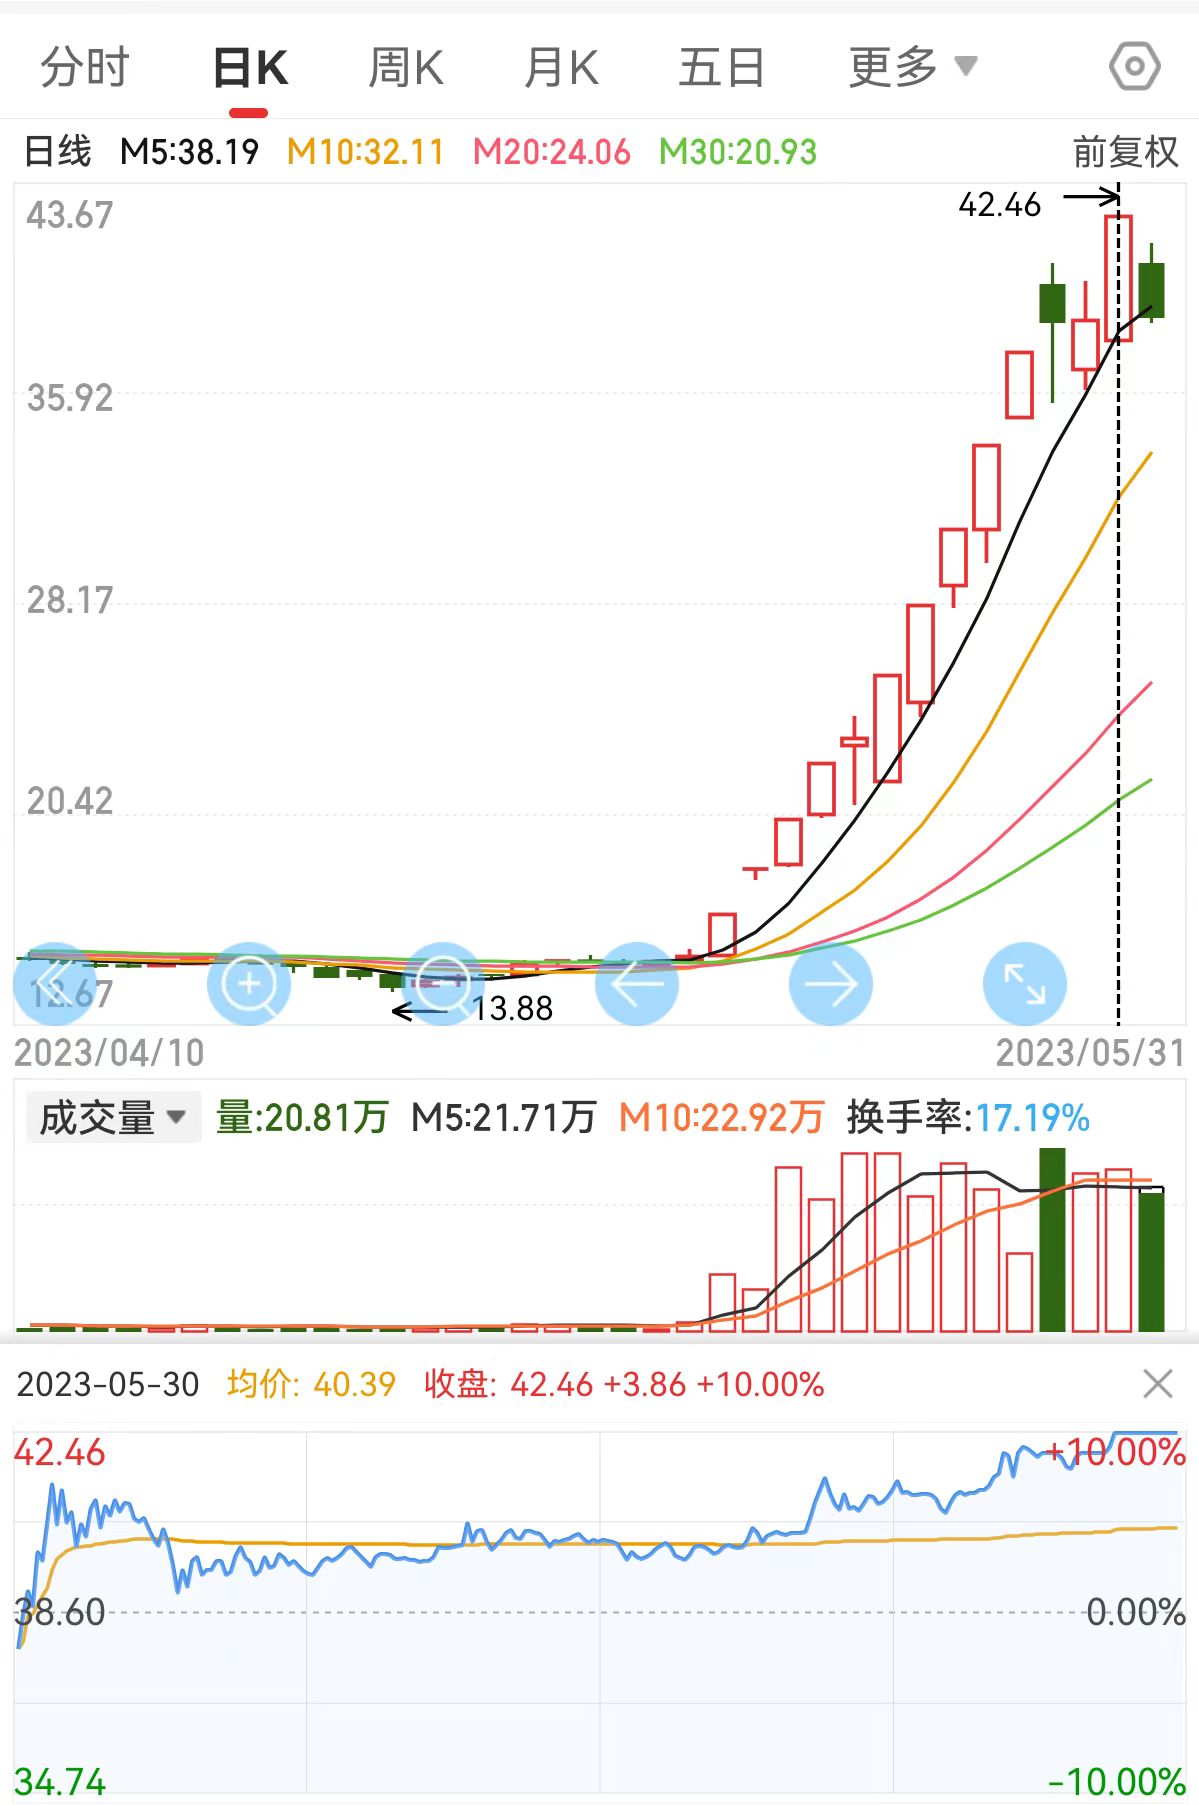 分时 日K 周K 月K 五日 更多
日线 M5:38.19 M10:32.11 M20:24.06 M30:20.93 前复权
43.67
42.46
35.92
28.17
20.42
12.67
13.88
2023/04/10 2023/05/31
成交量 量:20.81万 M5:21.71万 M10:22.92万 换手率:17.19%
2023-05-30 均价: 40.39 收盘: 42.46 +3.86 +10.00%
42.46 +10.00%
38.60 0.00%
34.74 -10.00%